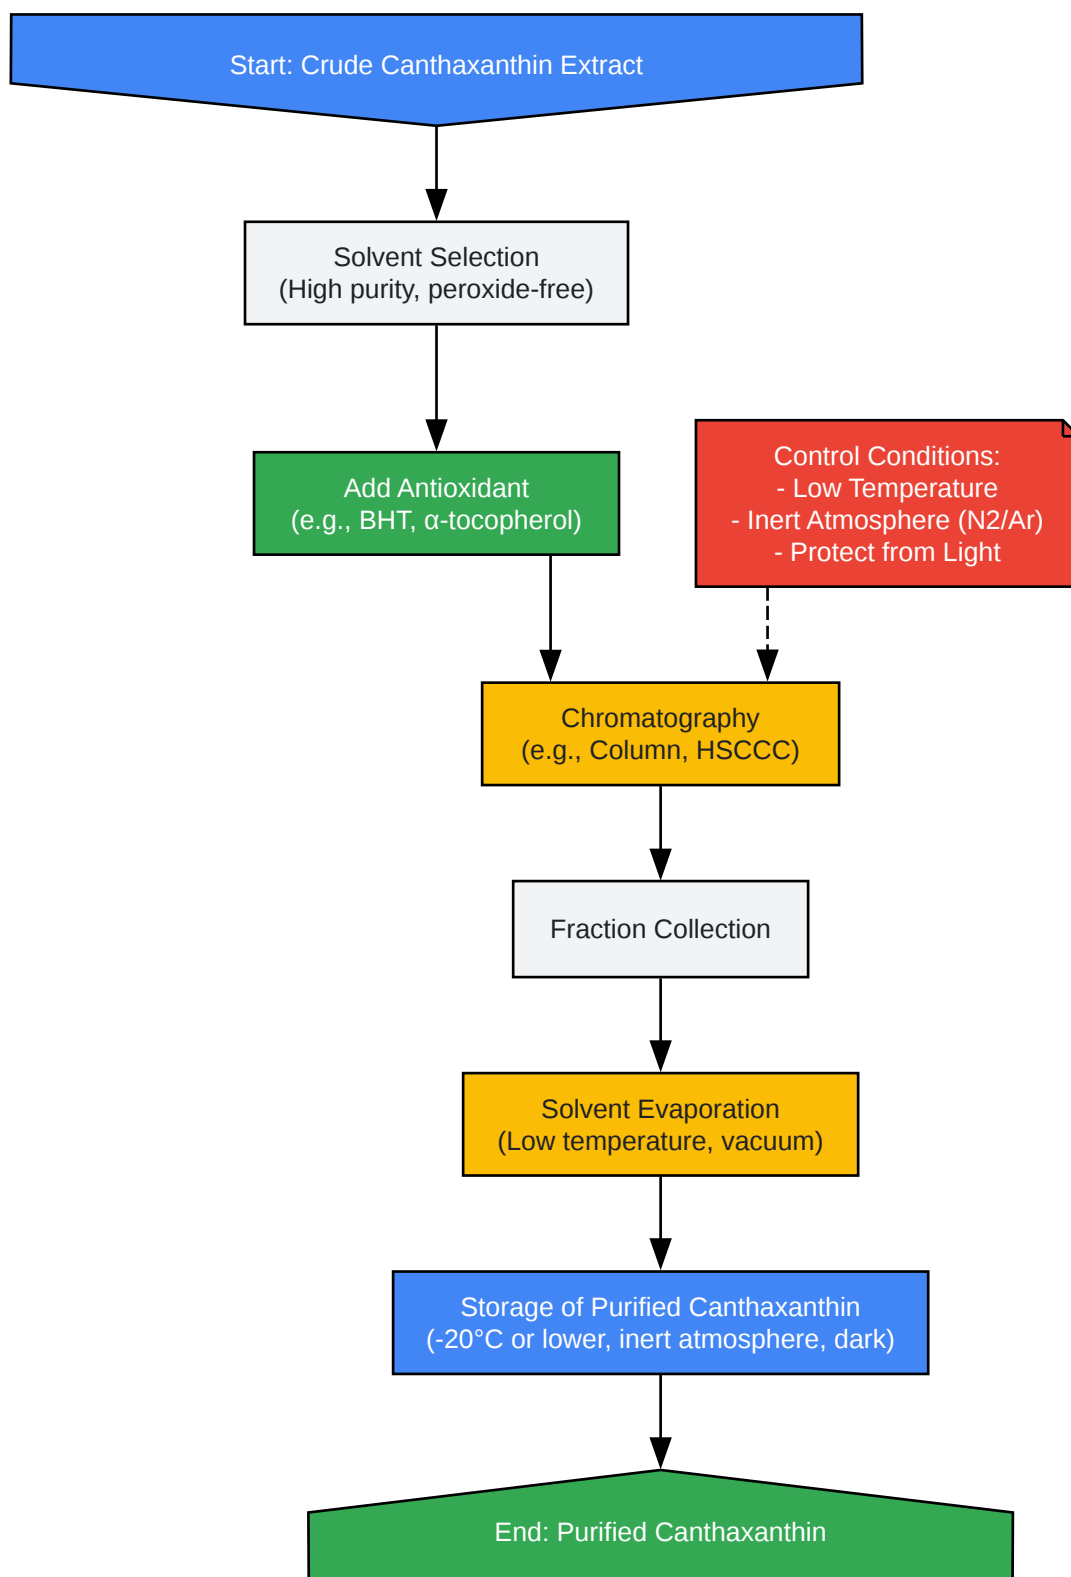 Start: Crude Canthaxanthin Extract
Solvent Selection
(High purity, peroxide-free)
Add Antioxidant
(e.g., BHT, α-tocopherol)
Control Conditions:
- Low Temperature
- Inert Atmosphere (N2/Ar)
- Protect from Light
Chromatography
(e.g., Column, HSCCC)
Fraction Collection
Solvent Evaporation
(Low temperature, vacuum)
Storage of Purified Canthaxanthin
(-20°C or lower, inert atmosphere, dark)
End: Purified Canthaxanthin